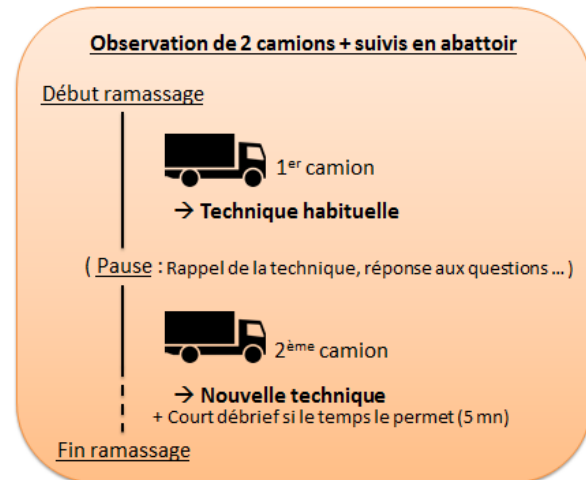 Observation de 2 camions + suivis en abattoir
Début ramassage
1er camion
→ Technique habituelle
( Pause : Rappel de la technique, réponse aux questions ... )
2ème camion
→ Nouvelle technique
+ Court débrief si le temps le permet (5 mn)
Fin ramassage